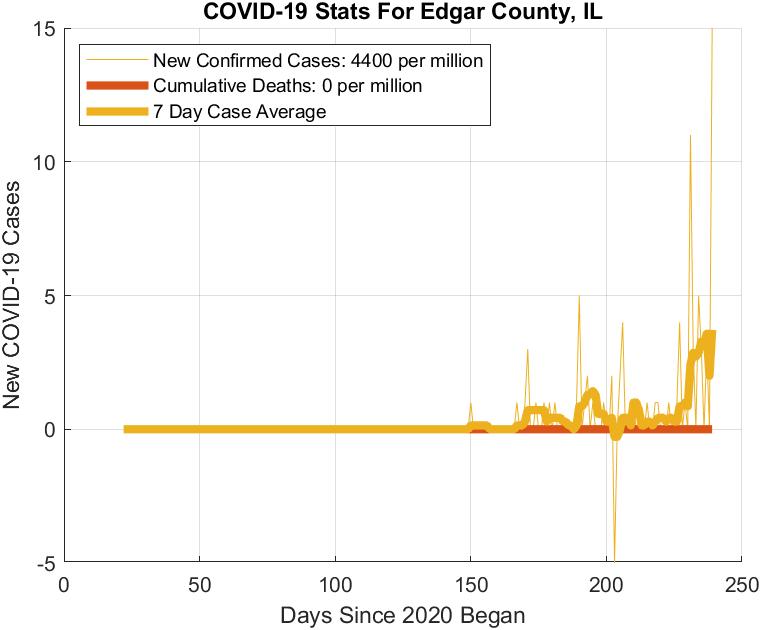 COVID-19 Stats For Edgar County, IL
New Confirmed Cases: 4400 per million
Cumulative Deaths: 0 per million
7 Day Case Average
New COVID-19 Cases
15
10
5
0
-5
0 50 100 150 200 250
Days Since 2020 Began